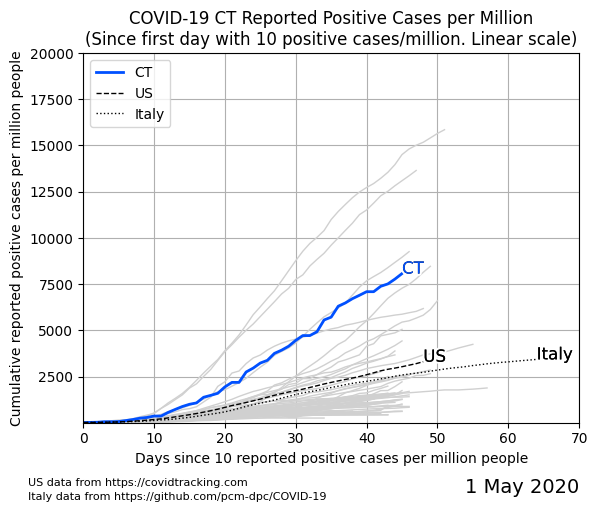 COVID-19 CT Reported Positive Cases per Million
(Since first day with 10 positive cases/million. Linear scale)
Cumulative reported positive cases per million people
20000
17500
15000
12500
10000
7500
5000
2500
CT
US
Italy
CT
US
Italy
0
10
20
30
40
50
60
70
Days since 10 reported positive cases per million people
US data from https://covidtracking.com
Italy data from https://github.com/pcm-dpc/COVID-19
1 May 2020